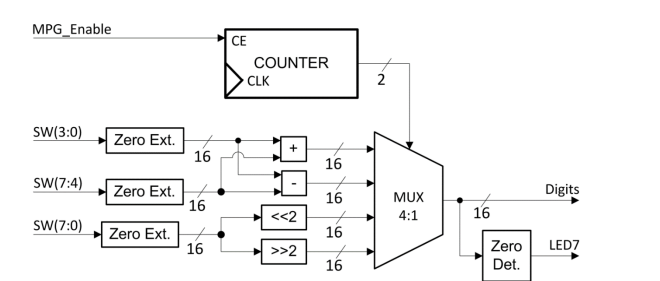 MPG_Enable
CE
COUNTER
CLK
2
SW(3:0)
Zero Ext.
16
+
16
SW(7:4)
Zero Ext.
16
-
16
MUX
4:1
16
Digits
SW(7:0)
Zero Ext.
16
<<2
16
>>2
16
Zero
Det.
LED7